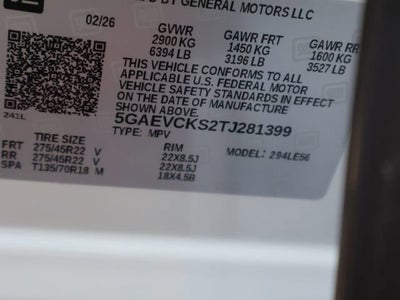 BY GENERAL MOTORS LLC
02/26 GVWR GAWR FRT GAWR RR
2900 KG 1450 KG 1600 KG
6394 LB 3196 LB 3527 LB
THIS VEHICLE CONFORMS TO ALL
APPLICABLE U.S. FEDERAL MOTOR
VEHICLE SAFETY STANDARDS IN EFFECT
ON THE DATE OF MANUFACTURE
SHOWN ABOVE.
5GAEVCKS2TJ281399
TYPE: MPV MODEL: 294LE56
241L
TIRE SIZE RIM
FRT 275/45R22 V 22X8.5J
RR 275/45R22 V 22X8.5J
SPA T135/70R18 M 18X4.5B